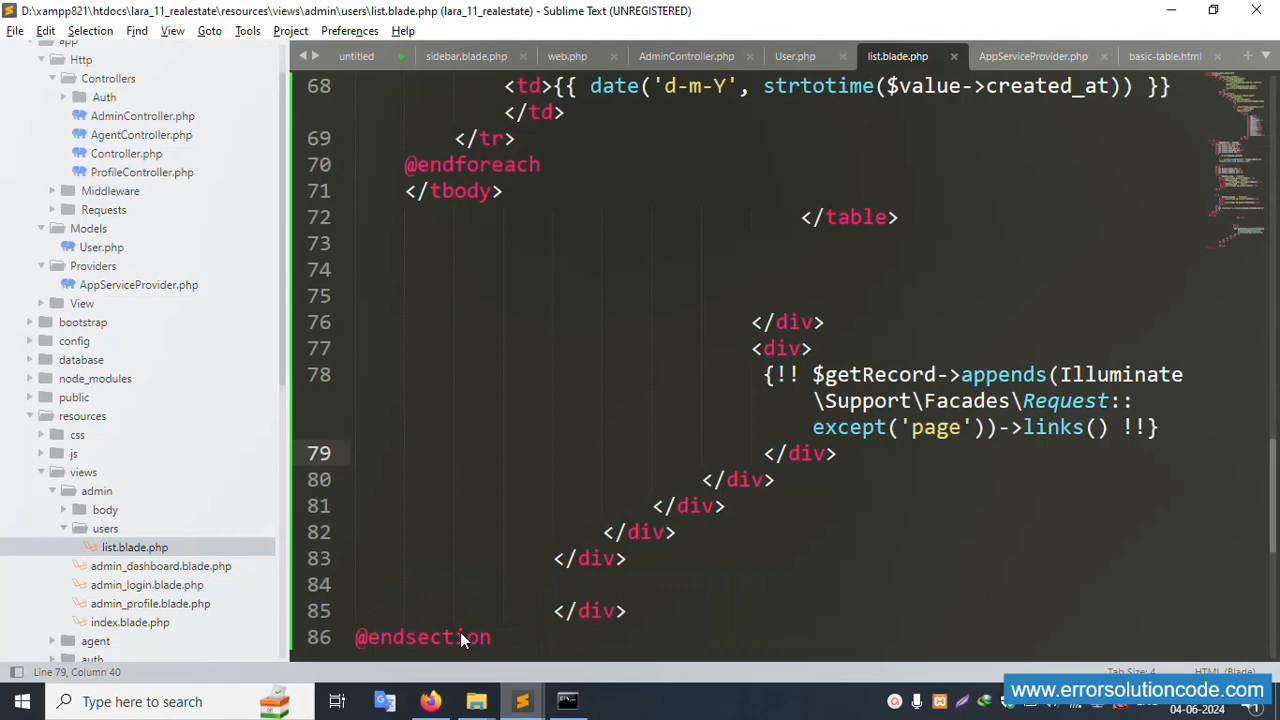 D:\xampp821\htdocs\lara_11_realestate\resources\views\admin\users\list.blade.php (lara_11_realestate) - Sublime Text (UNREGISTERED)
File Edit Selection Find View Goto Tools Project Preferences Help
untitled sidebar.blade.php web.php AdminController.php User.php list.blade.php AppServiceProvider.php basic-table.html
app
Http
Controllers
Auth
AdminController.php
AgentController.php
Controller.php
ProfileController.php
Middleware
Requests
Models
User.php
Providers
AppServiceProvider.php
View
bootstrap
config
database
node_modules
public
resources
css
js
views
admin
body
users
list.blade.php
admin_dashboard.blade.php
admin_login.blade.php
admin_profile.blade.php
index.blade.php
agent
auth
68 <td>{{ date('d-m-Y', strtotime($value->created_at)) }}
</td>
69 </tr>
70 @endforeach
71 </tbody>
72 </table>
73
74
75
76 </div>
77 <div>
78 {!! $getRecord->appends(Illuminate
\Support\Facades\Request::
except('page'))->links() !!}
79 </div>
80 </div>
81 </div>
82 </div>
83 </div>
84
85 </div>
86 @endsection
Line 79, Column 40
Tab Size: 4 HTML (Blade)
Type here to search
www.errorsolutioncode.com
04-06-2024